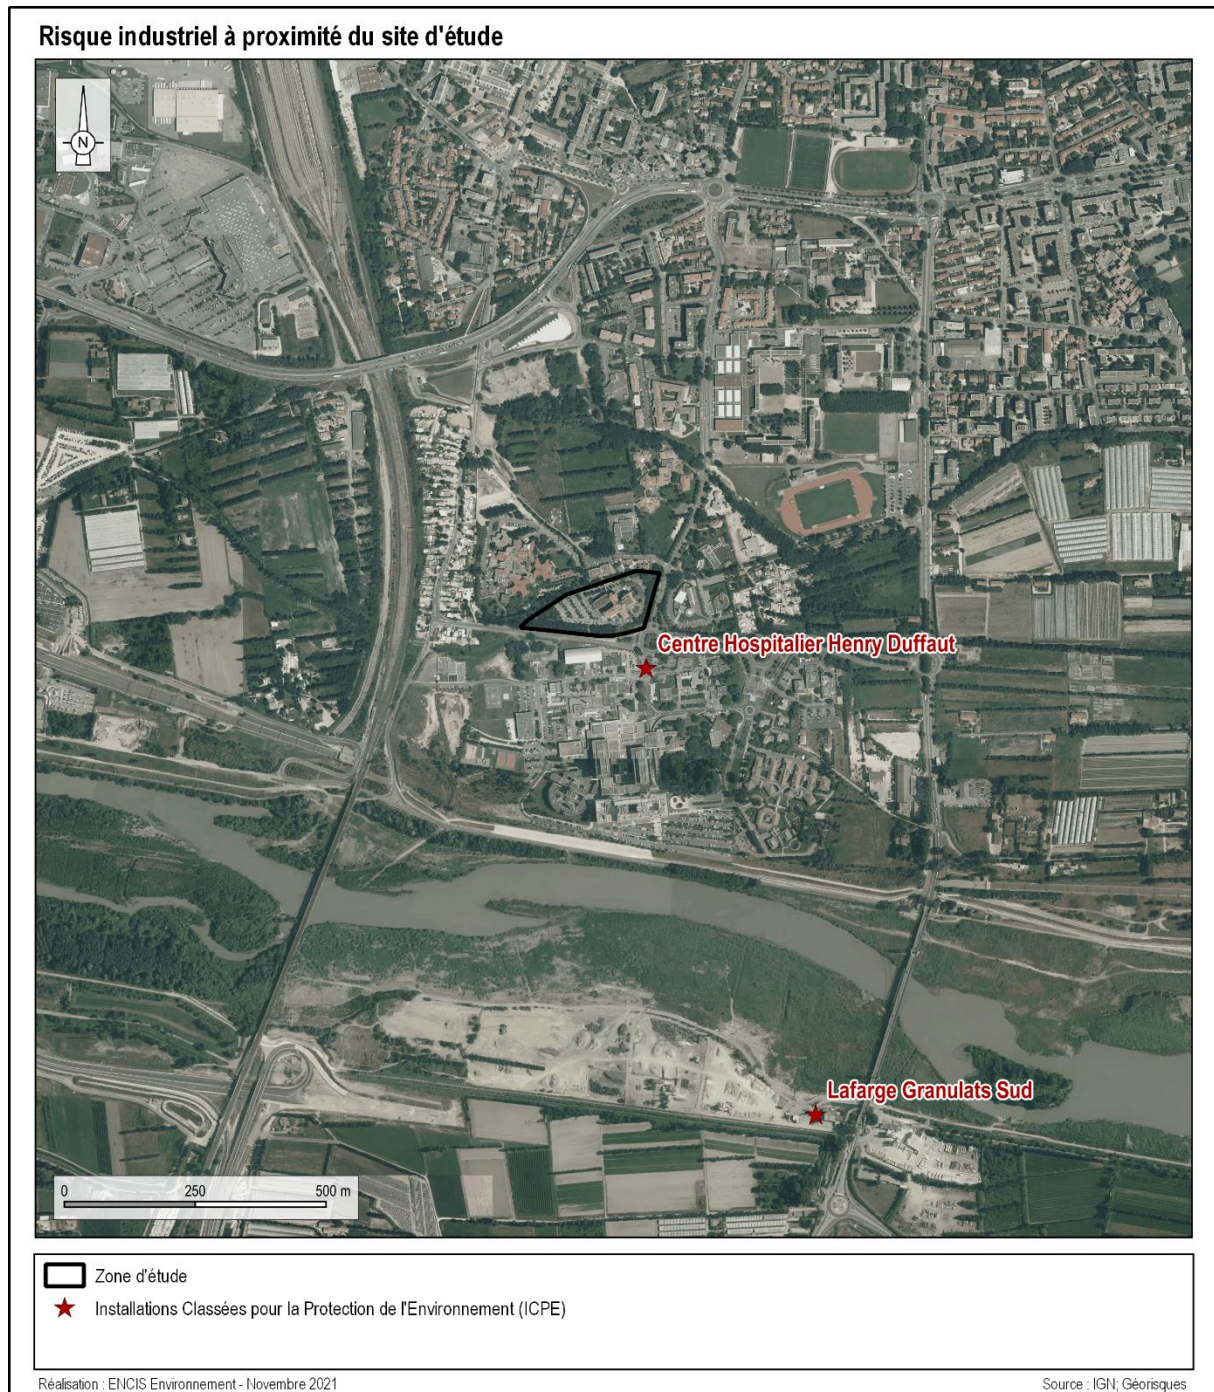 Risque industriel à proximité du site d'étude
N
Centre Hospitalier Henry Duffaut
Lafarge Granulats Sud
0 250 500 m
Zone d'étude
Installations Classées pour la Protection de l'Environnement (ICPE)
Réalisation : ENCIS Environnement - Novembre 2021
Source : IGN; Géorisques